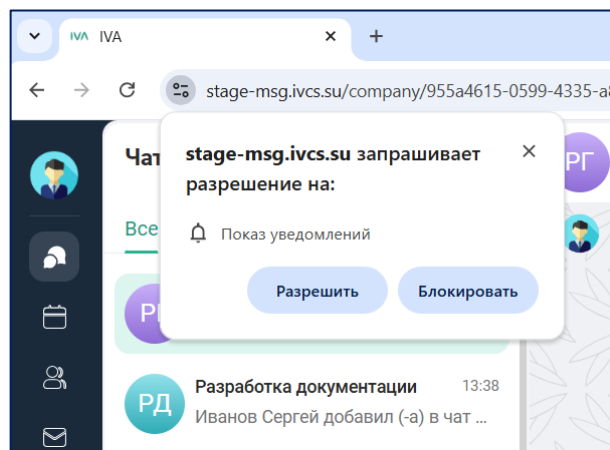 IVA IVA
stage-msg.ivcs.su/company/955a4615-0599-4335-a8
Чат
stage-msg.ivcs.su запрашивает
разрешение на:
РГ
Все
Показ уведомлений
Разрешить Блокировать
Разработка документации 13:38
РД
Иванов Сергей добавил (-а) в чат ...